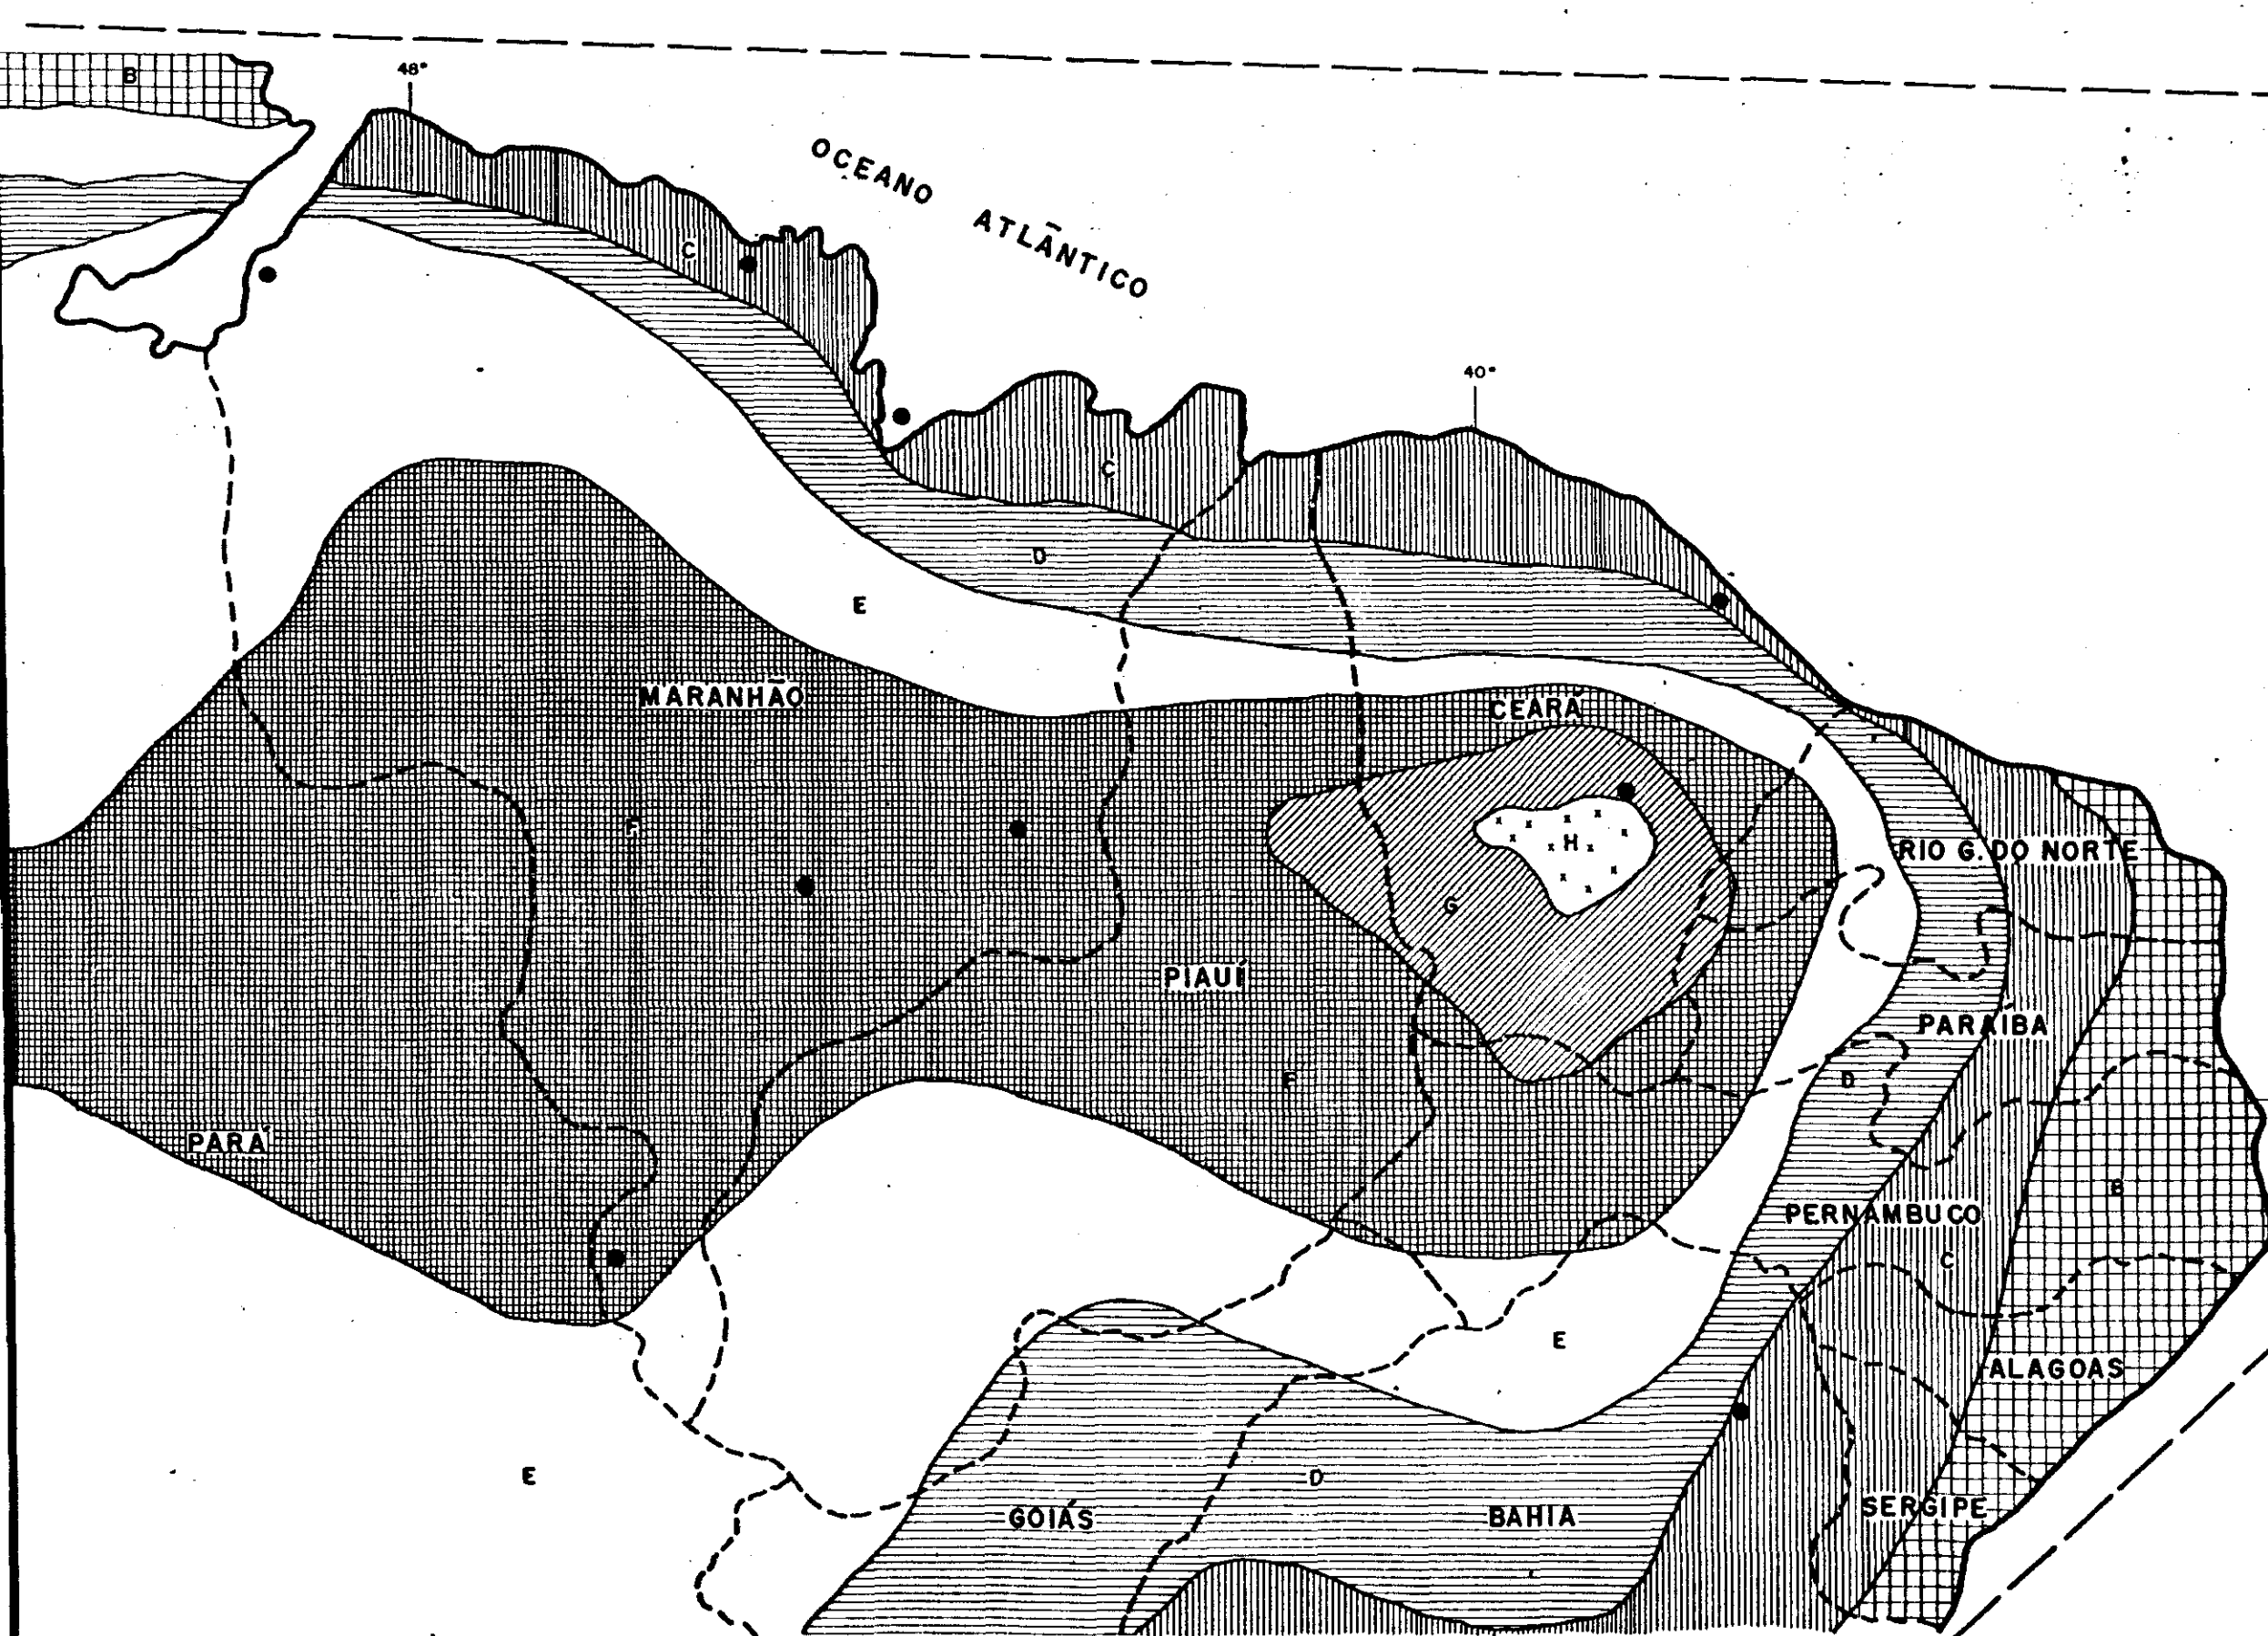 B
48°
OCEANO ATLÂNTICO
C
40°
C
D
E
MARANHÃO
CEARÁ
F
H
RIO G. DO NORTE
G
PIAUÍ
PARAÍBA
F
D
PARÁ
B
PERNAMBUCO
C
E
ALAGOAS
E
D
GOIÁS
BAHIA
SERGIPE